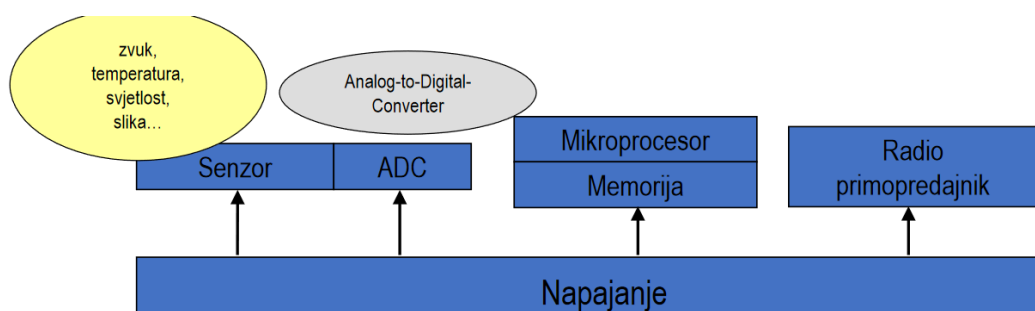 zvuk,
temperatura,
svjetlost,
slika…
Analog-to-Digital-
Converter
Senzor
ADC
Mikroprocesor
Memorija
Radio
primopredajnik
Napajanje